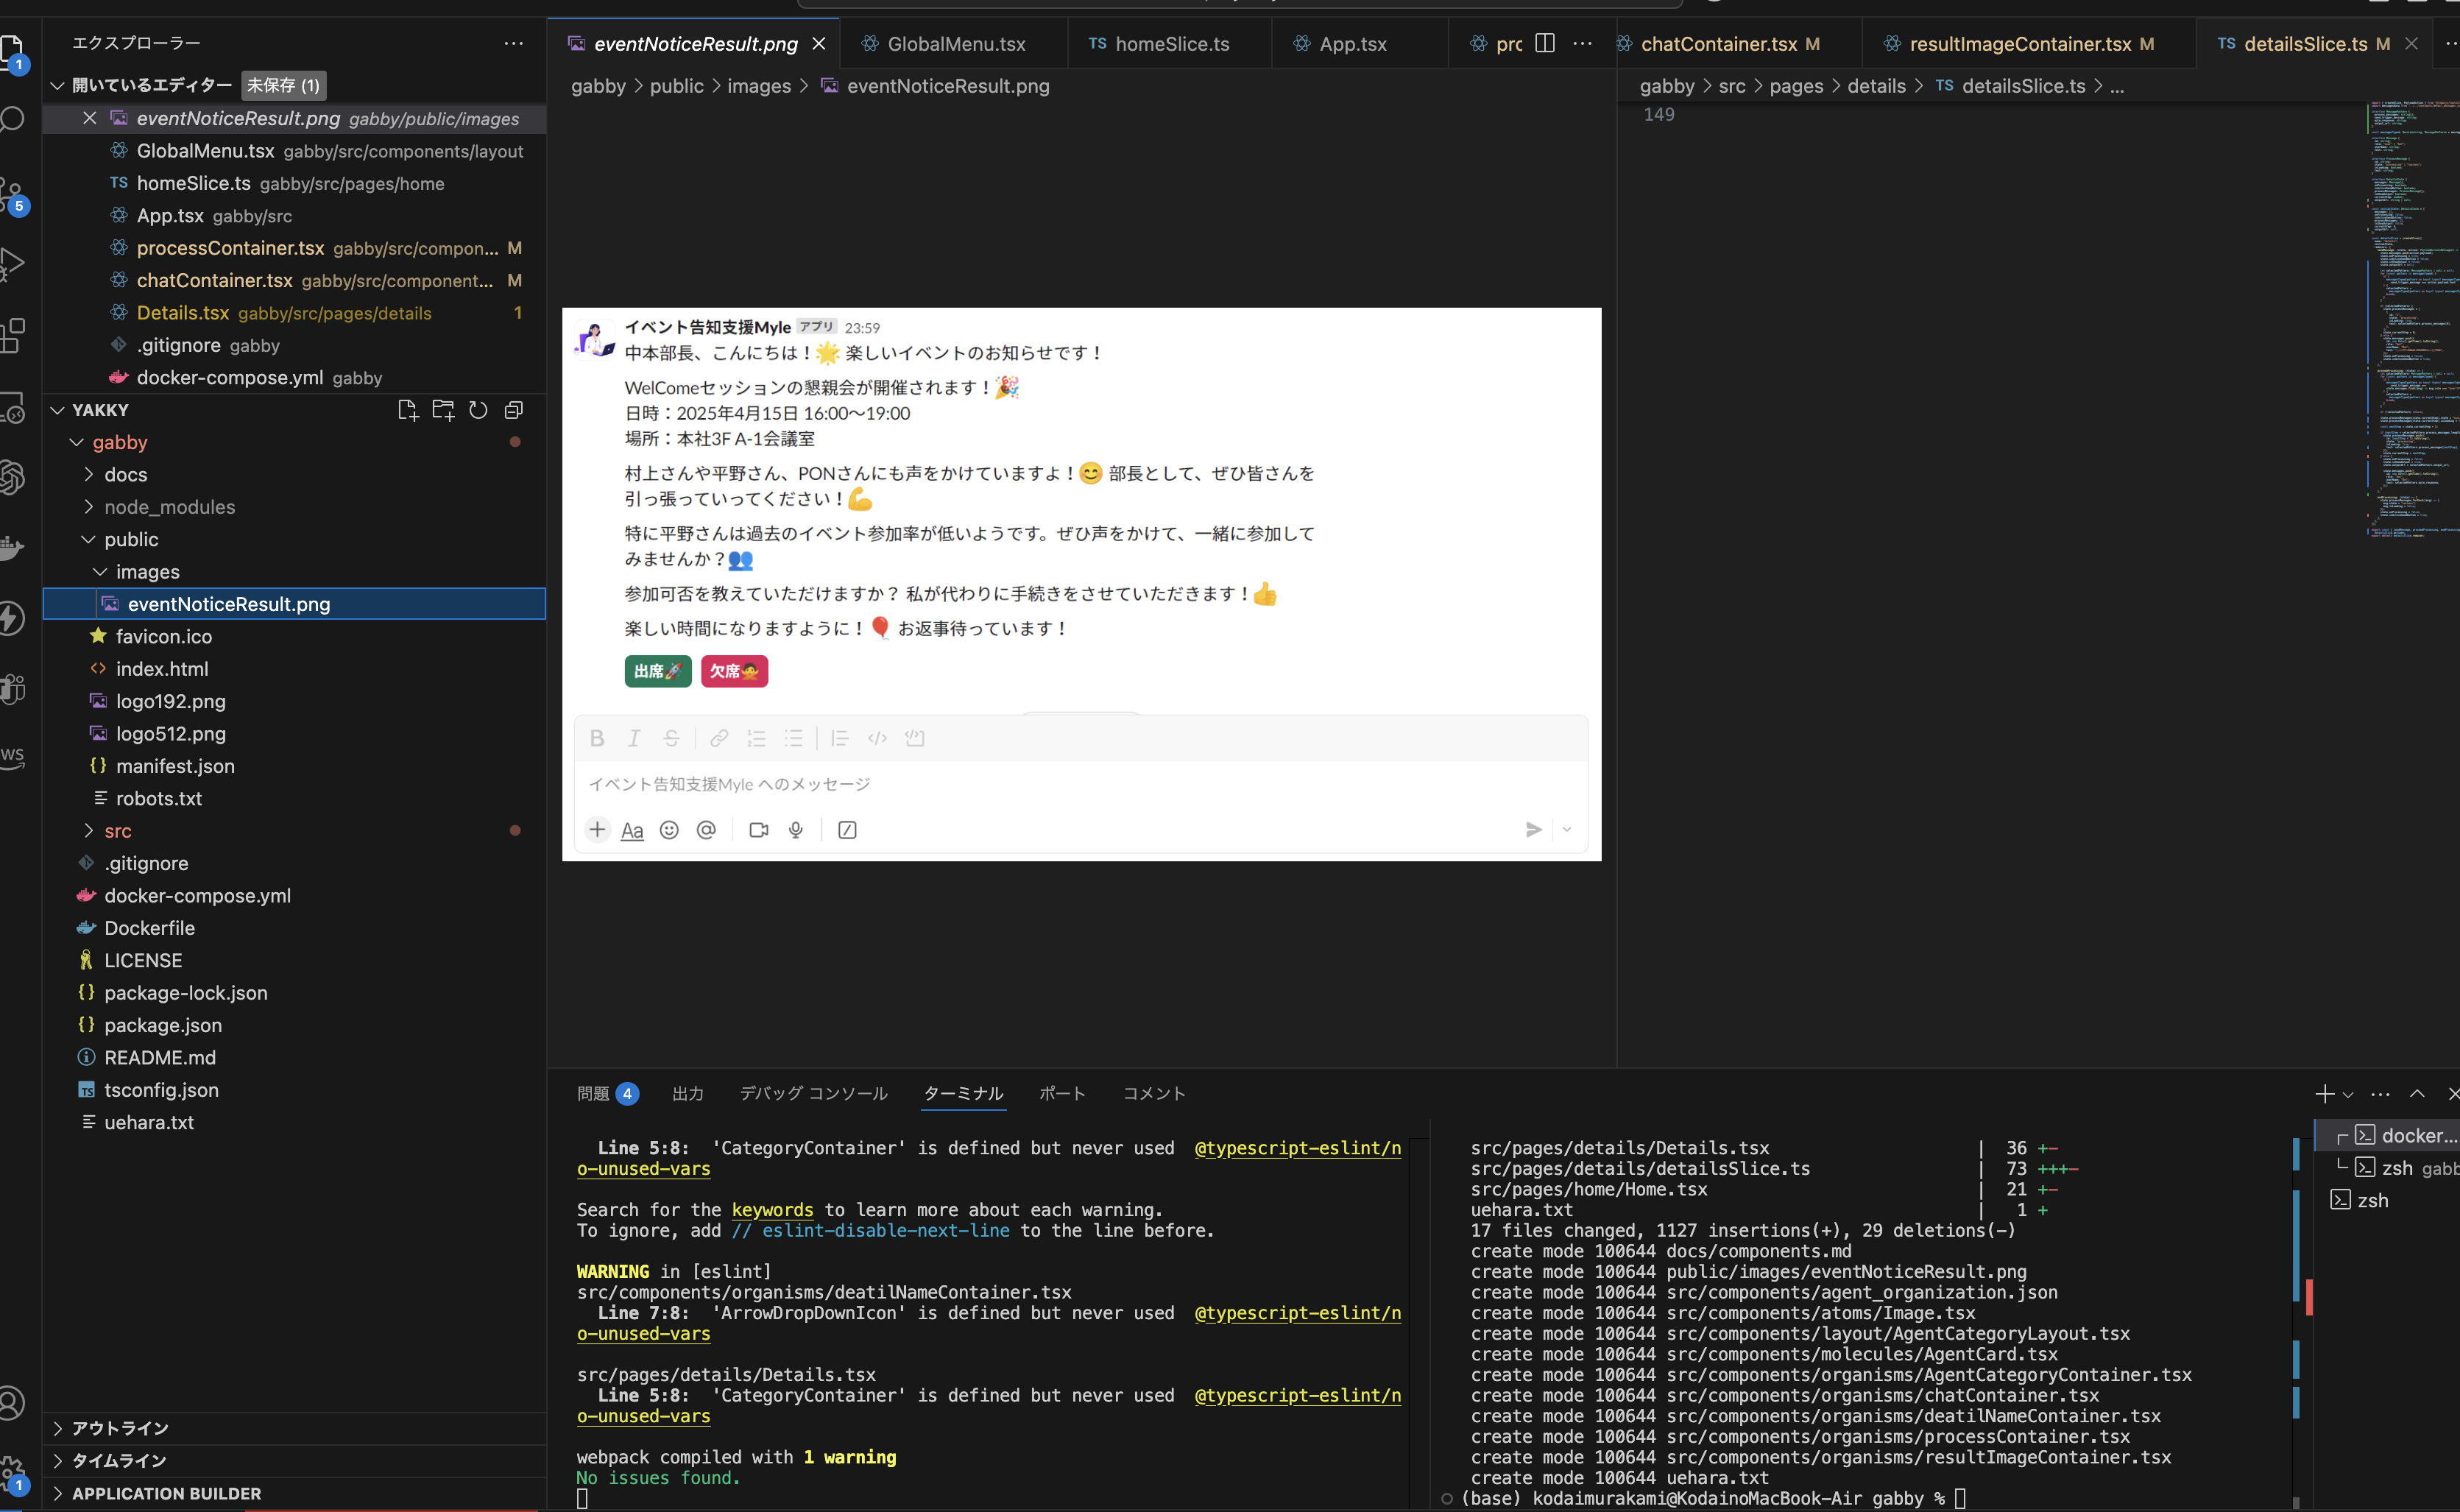 エクスプローラー
開いているエディター 未保存 (1)
eventNoticeResult.png gabby/public/images
GlobalMenu.tsx gabby/src/components/layout
TS homeSlice.ts gabby/src/pages/home
App.tsx gabby/src
processContainer.tsx gabby/src/compon... M
chatContainer.tsx gabby/src/component... M
Details.tsx gabby/src/pages/details 1
.gitignore gabby
docker-compose.yml gabby
YAKKY
gabby
docs
node_modules
public
images
eventNoticeResult.png
favicon.ico
index.html
logo192.png
logo512.png
manifest.json
robots.txt
src
.gitignore
docker-compose.yml
Dockerfile
LICENSE
package-lock.json
package.json
README.md
tsconfig.json
uehara.txt
アウトライン
タイムライン
APPLICATION BUILDER
1
5
WS
1
eventNoticeResult.png
GlobalMenu.tsx
TS homeSlice.ts
App.tsx
prc
chatContainer.tsx M
resultImageContainer.tsx M
TS detailsSlice.ts M
gabby > public > images > eventNoticeResult.png
gabby > src > pages > details > TS detailsSlice.ts > ...
149
イベント告知支援Myle アプリ 23:59
中本部長、こんにちは！🌟 楽しいイベントのお知らせです！
WelComeセッションの懇親会が開催されます！🎉
日時：2025年4月15日 16:00〜19:00
場所：本社3F A-1会議室
村上さんや平野さん、PONさんにも声をかけていますよ！😊 部長として、ぜひ皆さんを
引っ張っていってください！💪
特に平野さんは過去のイベント参加率が低いようです。ぜひ声をかけて、一緒に参加して
みませんか？👥
参加可否を教えていただけますか？ 私が代わりに手続きをさせていただきます！👍
楽しい時間になりますように！🎈 お返事待っています！
出席🚀 欠席🙅
B I S
イベント告知支援Myle へのメッセージ
Aa
問題 4 出力 デバッグ コンソール ターミナル ポート コメント
Line 5:8: 'CategoryContainer' is defined but never used @typescript-eslint/n
o-unused-vars
Search for the keywords to learn more about each warning.
To ignore, add // eslint-disable-next-line to the line before.
WARNING in [eslint]
src/components/organisms/deatilNameContainer.tsx
Line 7:8: 'ArrowDropDownIcon' is defined but never used @typescript-eslint/n
o-unused-vars
src/pages/details/Details.tsx
Line 5:8: 'CategoryContainer' is defined but never used @typescript-eslint/n
o-unused-vars
webpack compiled with 1 warning
No issues found.
src/pages/details/Details.tsx | 36 +-
src/pages/details/detailsSlice.ts | 73 +++-
src/pages/home/Home.tsx | 21 +-
uehara.txt | 1 +
17 files changed, 1127 insertions(+), 29 deletions(-)
create mode 100644 docs/components.md
create mode 100644 public/images/eventNoticeResult.png
create mode 100644 src/components/agent_organization.json
create mode 100644 src/components/atoms/Image.tsx
create mode 100644 src/components/layout/AgentCategoryLayout.tsx
create mode 100644 src/components/molecules/AgentCard.tsx
create mode 100644 src/components/organisms/AgentCategoryContainer.tsx
create mode 100644 src/components/organisms/chatContainer.tsx
create mode 100644 src/components/organisms/deatilNameContainer.tsx
create mode 100644 src/components/organisms/processContainer.tsx
create mode 100644 src/components/organisms/resultImageContainer.tsx
create mode 100644 uehara.txt
(base) kodaimurakami@KodainoMacBook-Air gabby %
docker...
zsh gabb
zsh